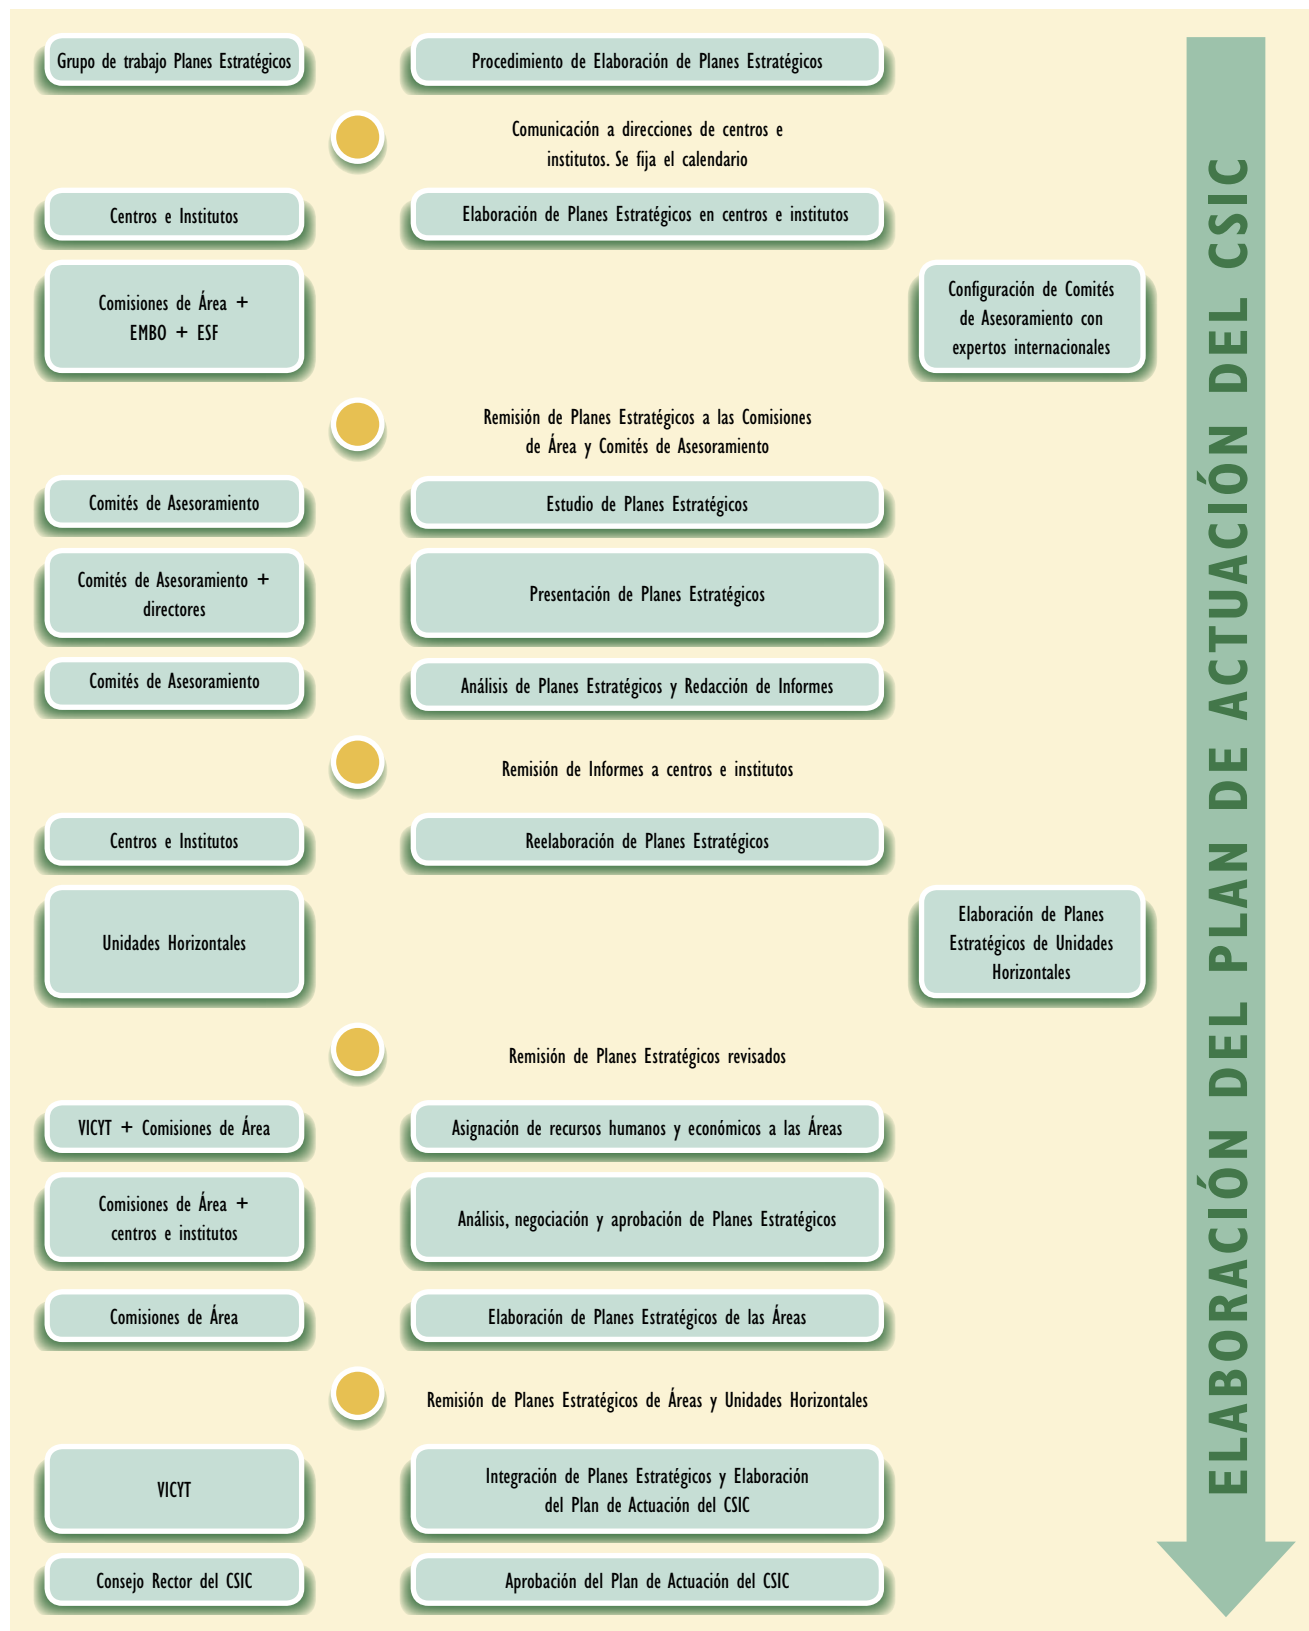 Grupo de trabajo Planes Estratégicos
Procedimiento de Elaboración de Planes Estratégicos
Comunicación a direcciones de centros e
institutos. Se fija el calendario
Centros e Institutos
Elaboración de Planes Estratégicos en centros e institutos
Comisiones de Área +
EMBO + ESF
Configuración de Comités
de Asesoramiento con
expertos internacionales
Remisión de Planes Estratégicos a las Comisiones
de Área y Comités de Asesoramiento
Comités de Asesoramiento
Estudio de Planes Estratégicos
Comités de Asesoramiento +
directores
Presentación de Planes Estratégicos
Comités de Asesoramiento
Análisis de Planes Estratégicos y Redacción de Informes
Remisión de Informes a centros e institutos
Centros e Institutos
Reelaboración de Planes Estratégicos
Unidades Horizontales
Elaboración de Planes
Estratégicos de Unidades
Horizontales
Remisión de Planes Estratégicos revisados
VICYT + Comisiones de Área
Asignación de recursos humanos y económicos a las Áreas
Comisiones de Área +
centros e institutos
Análisis, negociación y aprobación de Planes Estratégicos
Comisiones de Área
Elaboración de Planes Estratégicos de las Áreas
Remisión de Planes Estratégicos de Áreas y Unidades Horizontales
VICYT
Integración de Planes Estratégicos y Elaboración
del Plan de Actuación del CSIC
Consejo Rector del CSIC
Aprobación del Plan de Actuación del CSIC
ELABORACIÓN DEL PLAN DE ACTUACIÓN DEL CSIC